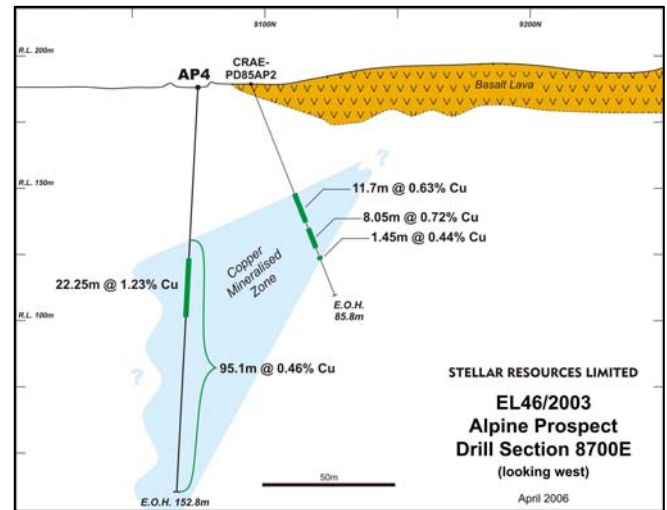 9100N
9200N
R.L. 200m
AP4
CRAE-
PD85AP2
Basalt Lava
?
R.L. 150m
11.7m @ 0.63% Cu
8.05m @ 0.72% Cu
1.45m @ 0.44% Cu
Copper
Mineralised
Zone
22.25m @ 1.23% Cu
E.O.H.
85.8m
R.L. 100m
95.1m @ 0.46% Cu
?
STELLAR RESOURCES LIMITED
EL46/2003
Alpine Prospect
Drill Section 8700E
(looking west)
50m
E.O.H. 152.8m
April 2006